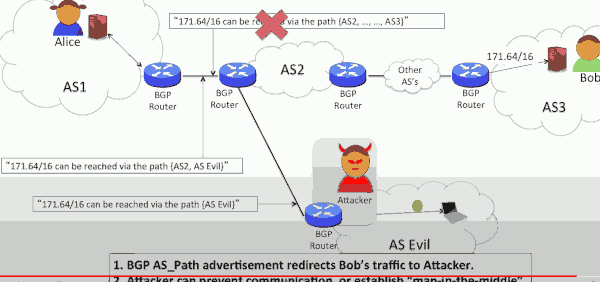 "171.64/16 can be re    via the path {AS2, ..., AS3}"
Alice
AS1
BGP
Router
BGP
Router
AS2
BGP
Router
Other
AS's
BGP
Router
171.64/16
Bob
AS3
"171.64/16 can be reached via the path {AS2, AS Evil}"
"171.64/16 can be reached via the path {AS Evil}"
Attacker
BGP
Router
AS Evil
1. BGP AS_Path advertisement redirects Bob's traffic to Attacker.
2. Attacker can prevent communication, or establish "man-in-the-middle"